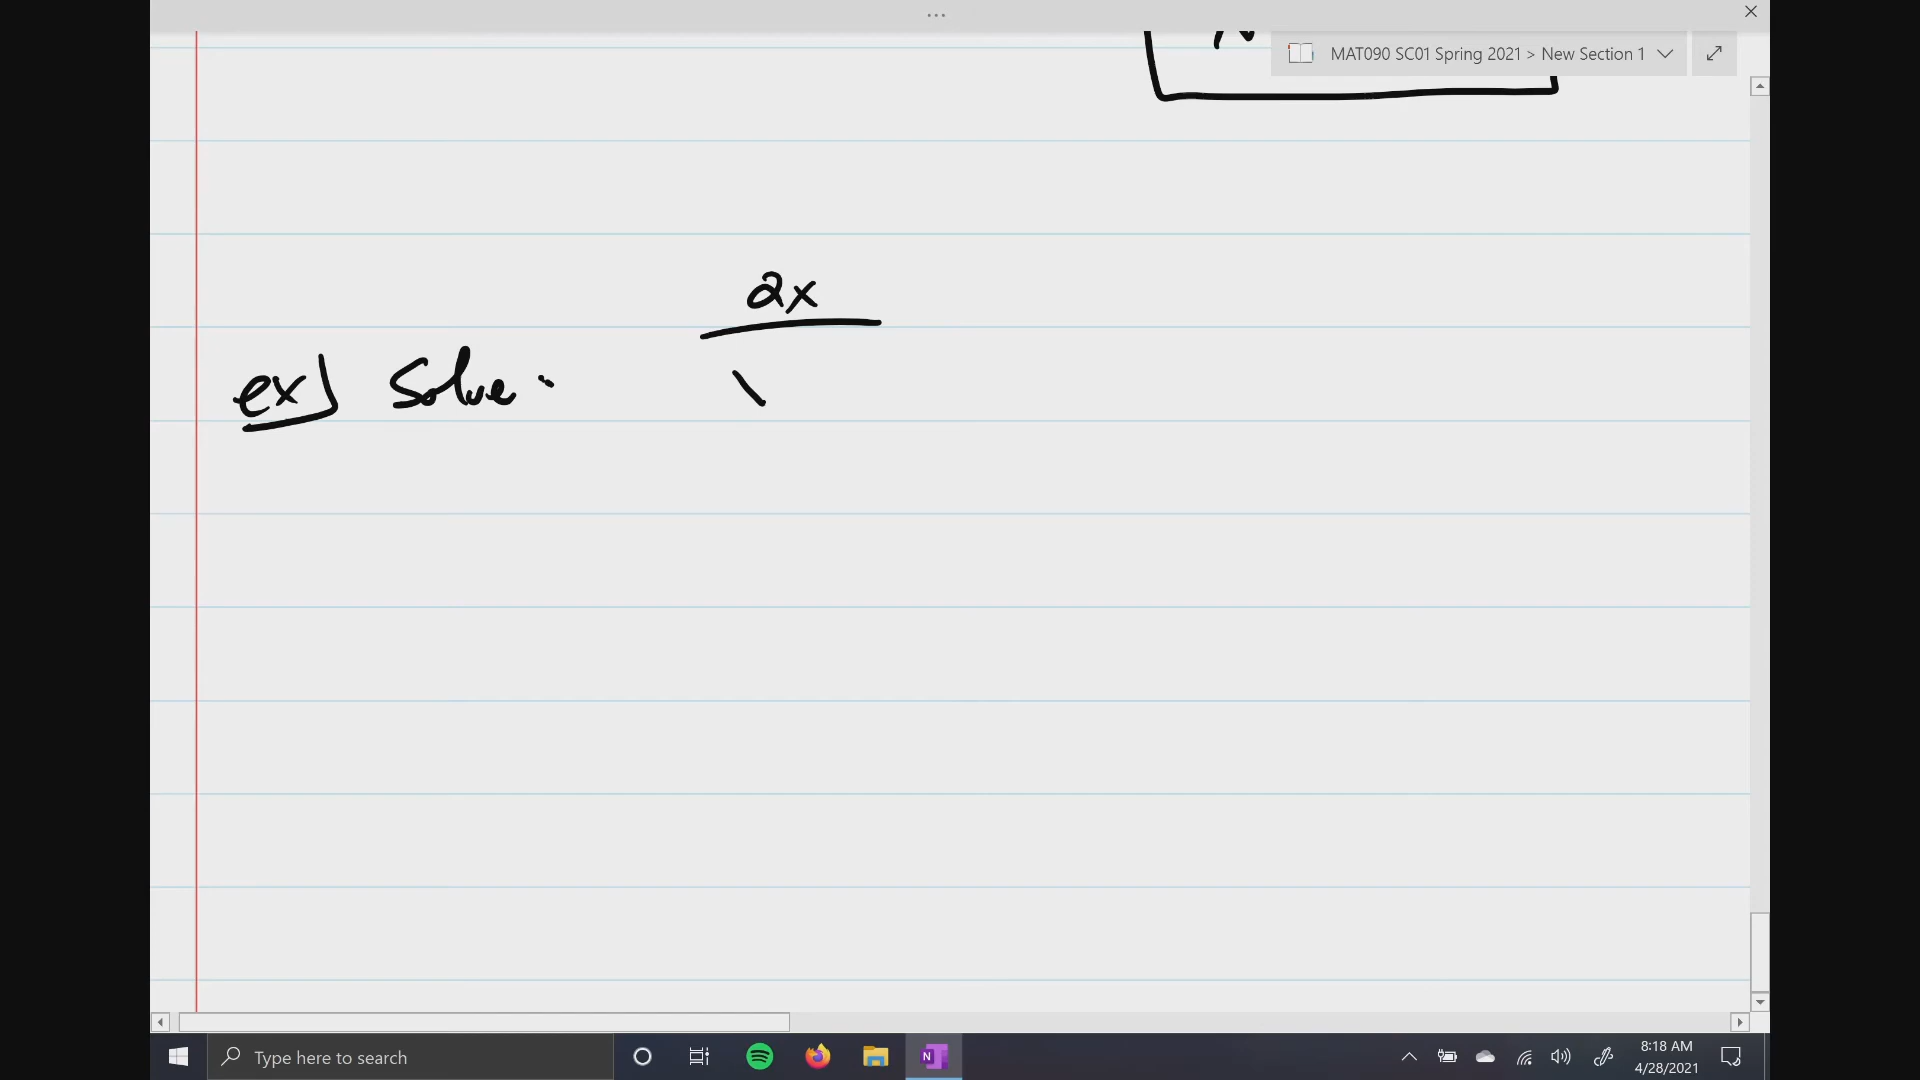 MAT090 SC01 Spring 2021 > New Section 1
2x
ex) Solve:
Type here to search
8:18 AM
4/28/2021